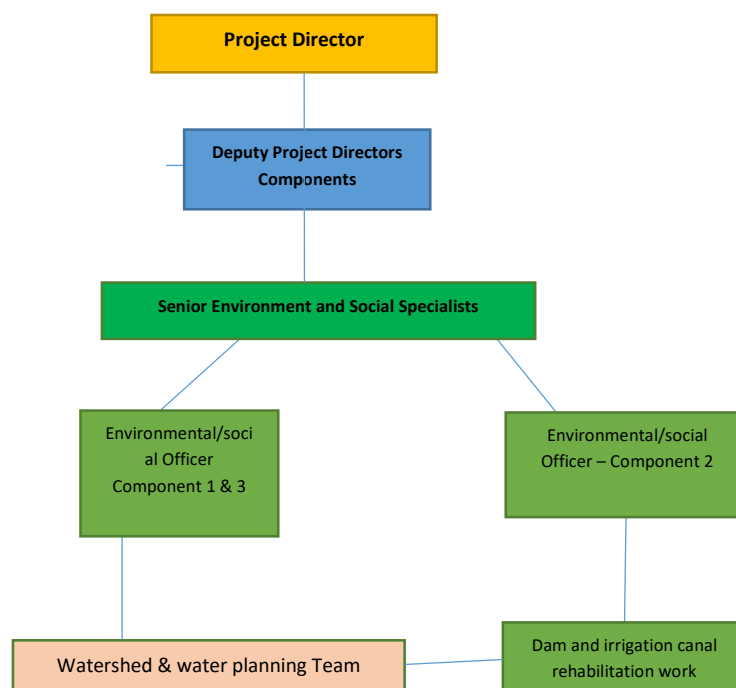 Project Director
Deputy Project Directors
Components
Senior Environment and Social Specialists
Environmental/soci
al Officer
Component 1 & 3
Environmental/social
Officer – Component 2
Watershed & water planning Team
Dam and irrigation canal
rehabilitation work